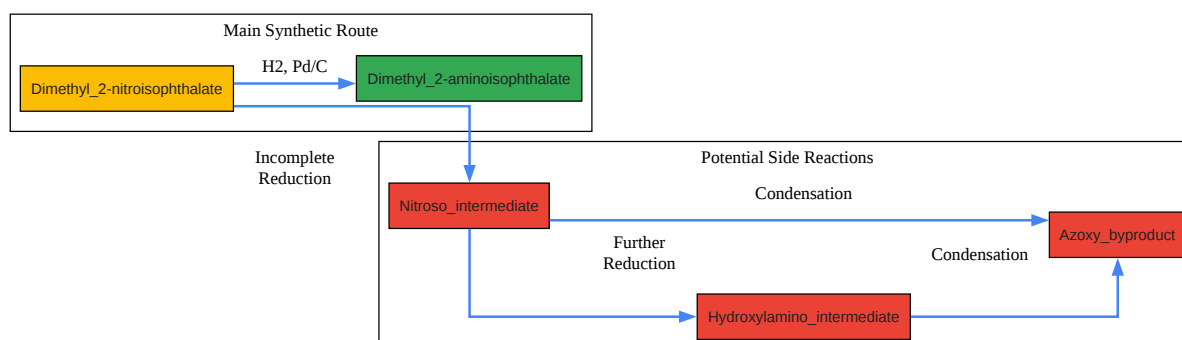 Main Synthetic Route
H2, Pd/C
Dimethyl_2-nitroisophthalate
Dimethyl_2-aminoisophthalate
Incomplete
Reduction
Potential Side Reactions
Nitroso_intermediate
Condensation
Azoxy_byproduct
Further
Reduction
Condensation
Hydroxylamino_intermediate